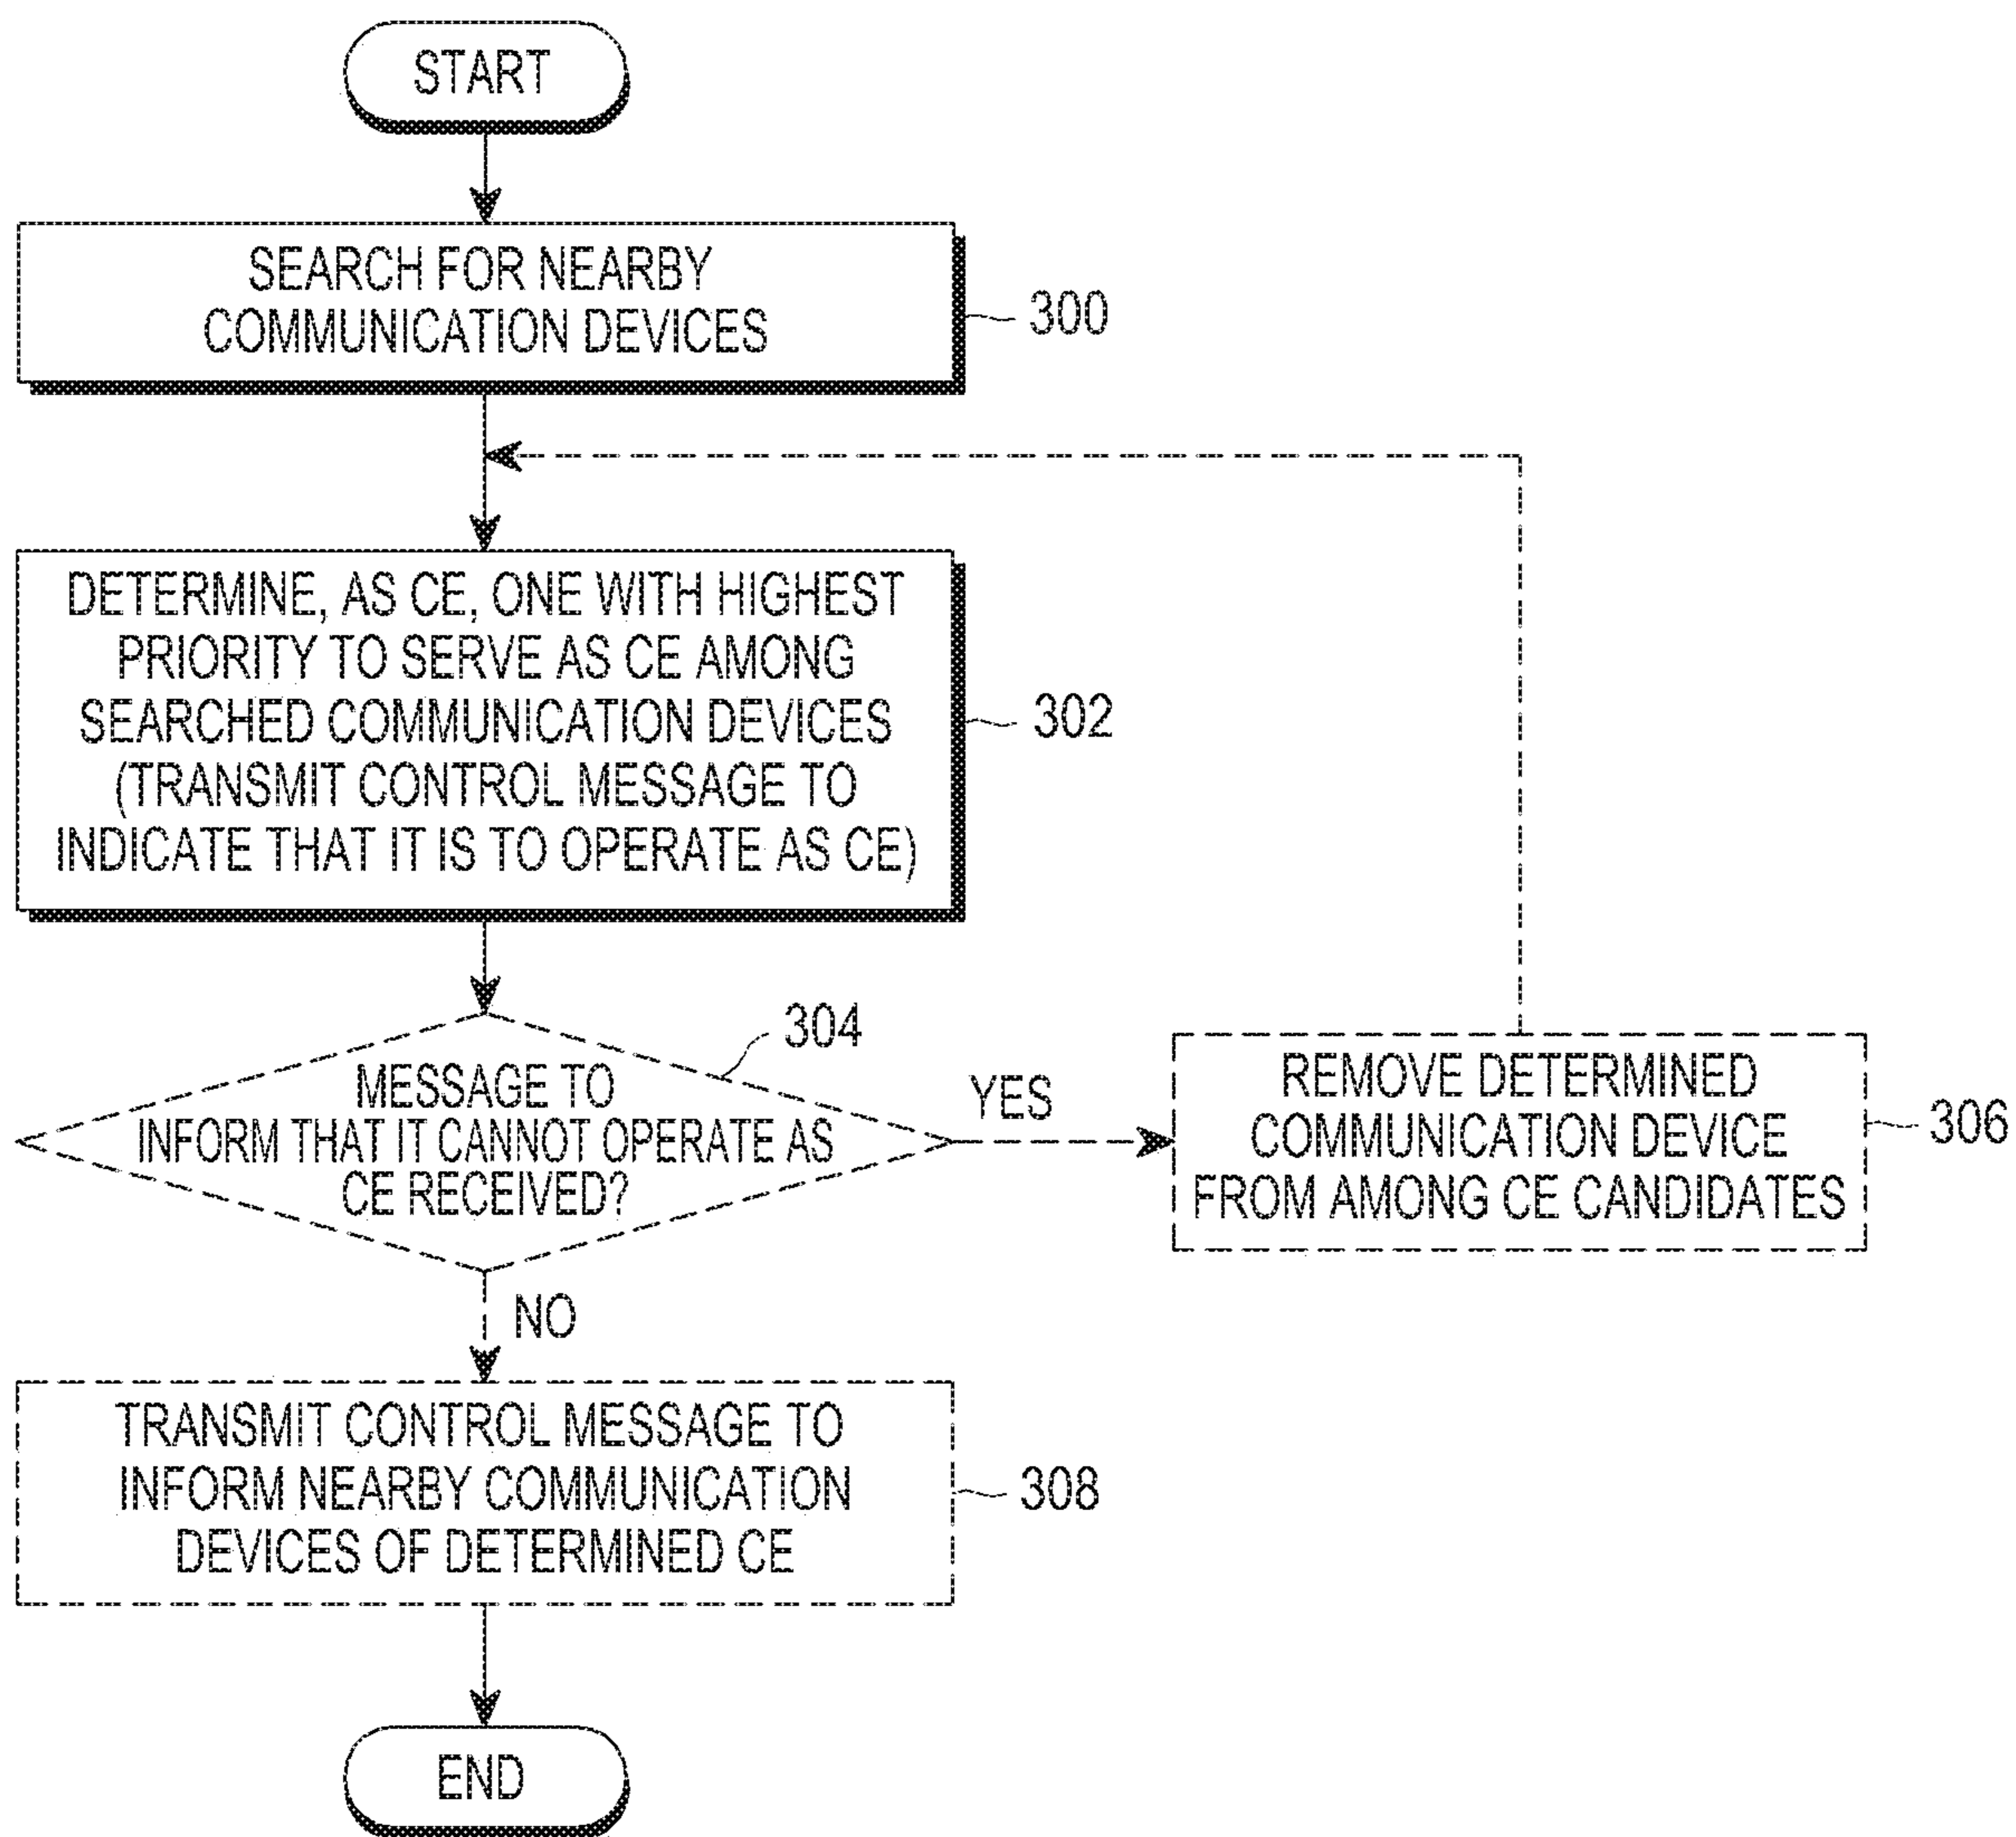 START
SEARCH FOR NEARBY
COMMUNICATION DEVICES
300
DETERMINE, AS CE, ONE WITH HIGHEST
PRIORITY TO SERVE AS CE AMONG
SEARCHED COMMUNICATION DEVICES
(TRANSMIT CONTROL MESSAGE TO
INDICATE THAT IT IS TO OPERATE AS CE)
302
304
MESSAGE TO
INFORM THAT IT CANNOT OPERATE AS
CE RECEIVED?
YES
REMOVE DETERMINED
COMMUNICATION DEVICE
FROM AMONG CE CANDIDATES
306
NO
TRANSMIT CONTROL MESSAGE TO
INFORM NEARBY COMMUNICATION
DEVICES OF DETERMINED CE
308
END